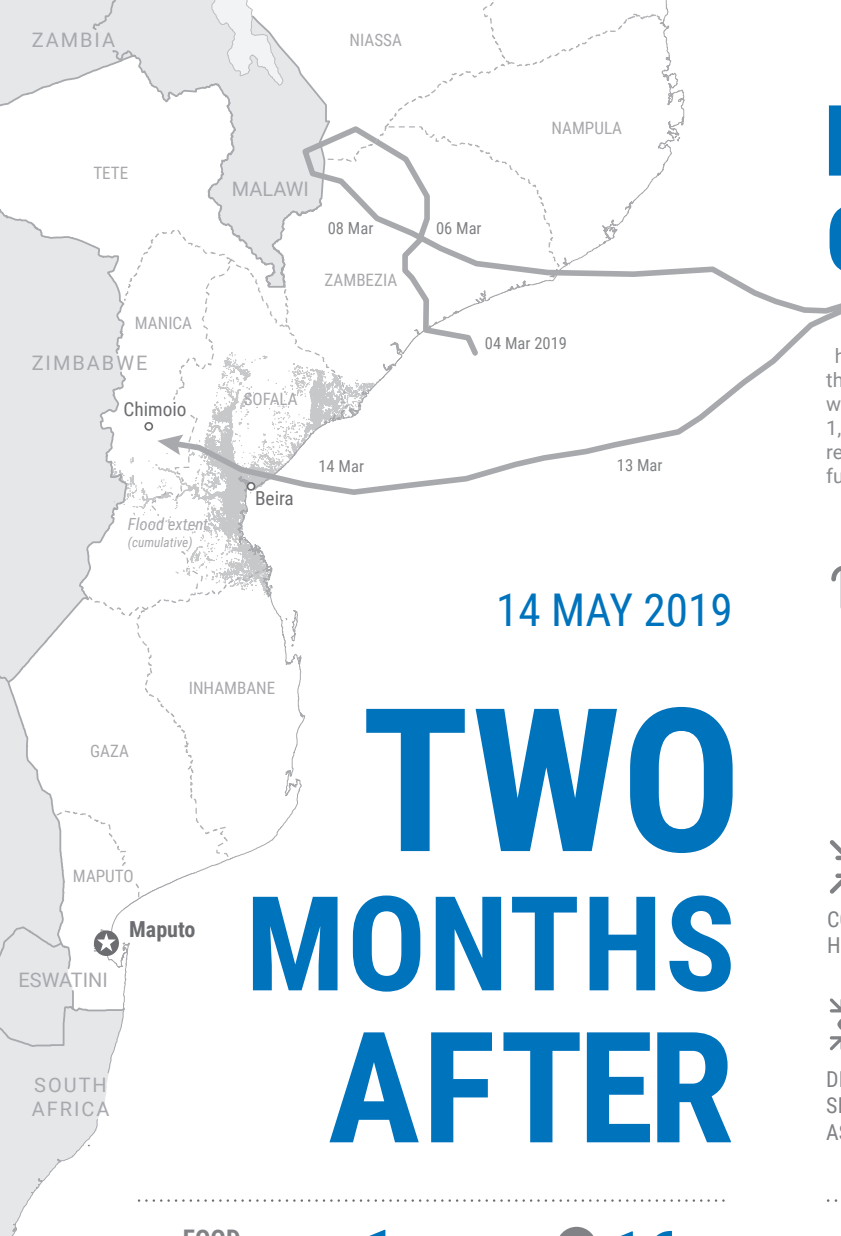 ZAMBIA
NIASSA
NAMPULA
TETE
MALAWI
08 Mar
06 Mar
ZAMBEZIA
MANICA
04 Mar 2019
ZIMBABWE
SOFALA
Chimoio
14 Mar
13 Mar
Beira
Flood extent
(cumulative)
14 MAY 2019
INHAMBANE
TWO
GAZA
MAPUTO
MONTHS
Maputo
ESWATINI
AFTER
SOUTH
AFRICA